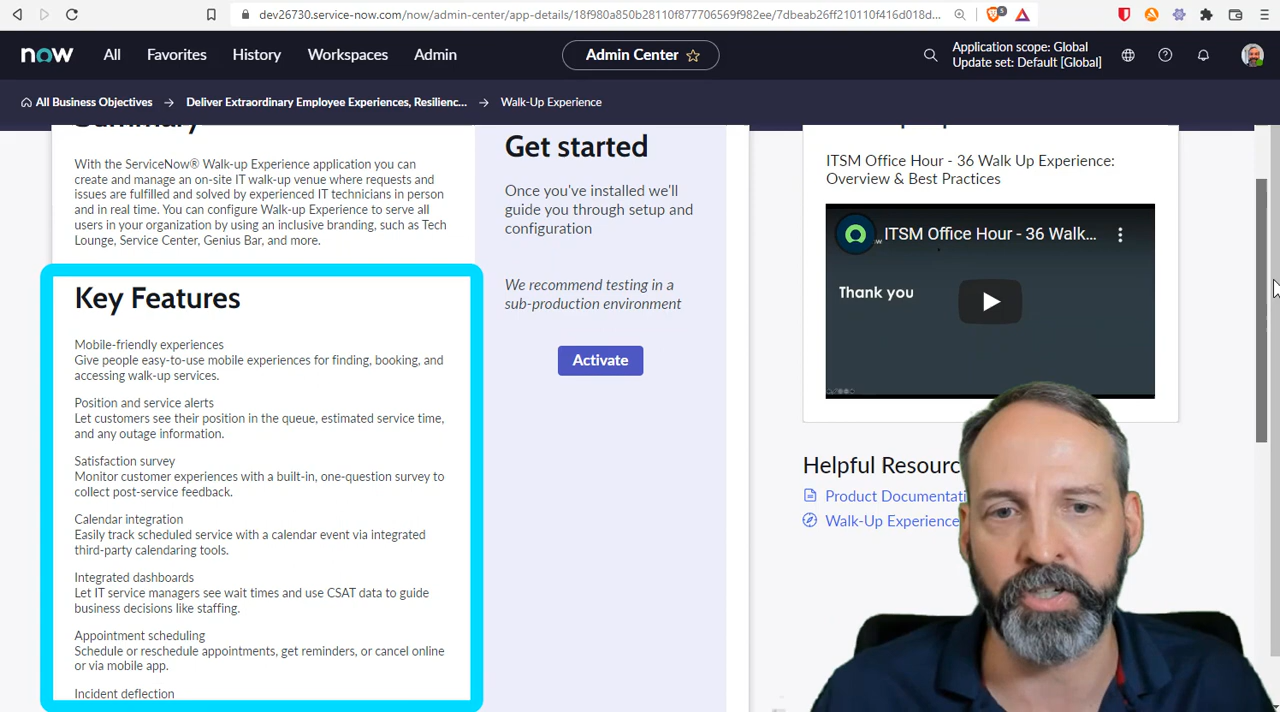 dev26730.service-now.com/now/admin-center/app-details/18f980a850b28110f877706569f982ee/7dbeab26ff210110f416d018d...
5
now
All
Favorites
History
Workspaces
Admin
Admin Center
Application scope: Global
Update set: Default [Global]
All Business Objectives
Deliver Extraordinary Employee Experiences, Resilienc...
Walk-Up Experience
Summary
With the ServiceNow® Walk-up Experience application you can
create and manage an on-site IT walk-up venue where requests and
issues are fulfilled and solved by experienced IT technicians in person
and in real time. You can configure Walk-up Experience to serve all
users in your organization by using an inclusive branding, such as Tech
Lounge, Service Center, Genius Bar, and more.
Key Features
Mobile-friendly experiences
Give people easy-to-use mobile experiences for finding, booking, and
accessing walk-up services.
Position and service alerts
Let customers see their position in the queue, estimated service time,
and any outage information.
Satisfaction survey
Monitor customer experiences with a built-in, one-question survey to
collect post-service feedback.
Calendar integration
Easily track scheduled service with a calendar event via integrated
third-party calendaring tools.
Integrated dashboards
Let IT service managers see wait times and use CSAT data to guide
business decisions like staffing.
Appointment scheduling
Schedule or reschedule appointments, get reminders, or cancel online
or via mobile app.
Incident deflection
Get started
Once you've installed we'll
guide you through setup and
configuration
We recommend testing in a
sub-production environment
Activate
ITSM Office Hour - 36 Walk Up Experience:
Overview & Best Practices
ITSM Office Hour - 36 Walk...
Thank you
Helpful Resourc
Product Documentati
Walk-Up Experience